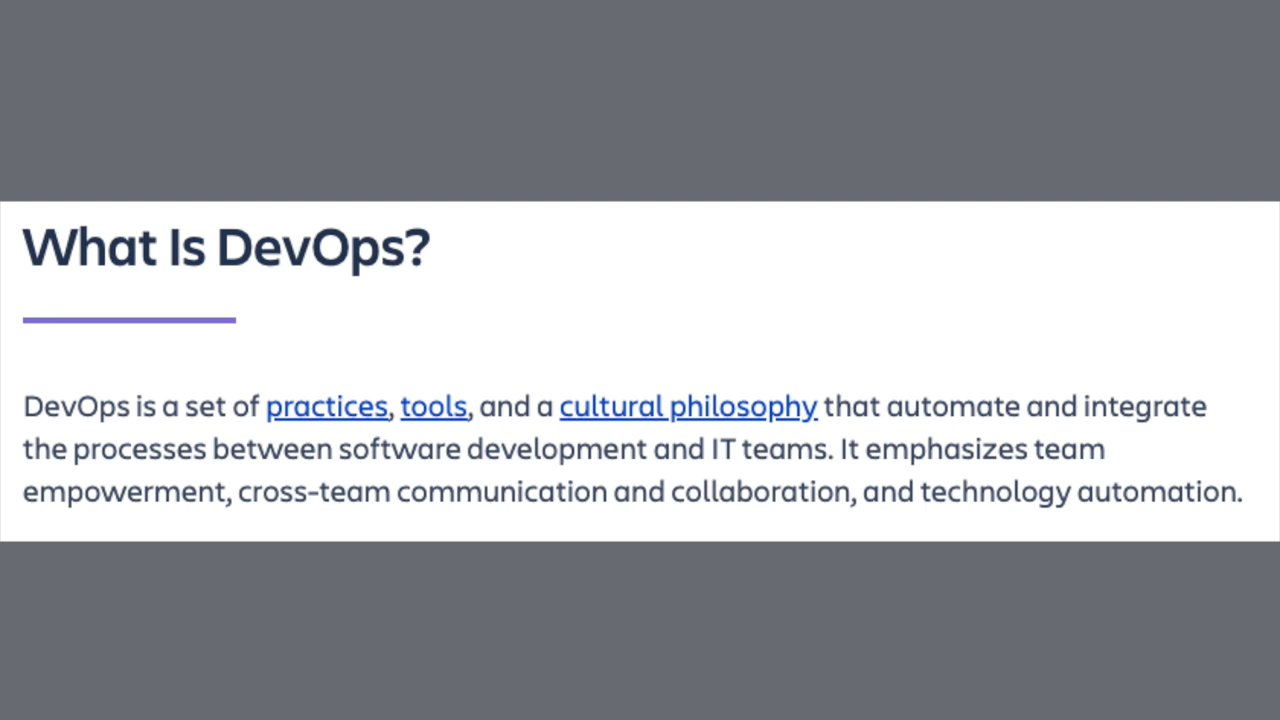 What Is DevOps?
DevOps is a set of practices, tools, and a cultural philosophy that automate and integrate
the processes between software development and IT teams. It emphasizes team
empowerment, cross-team communication and collaboration, and technology automation.